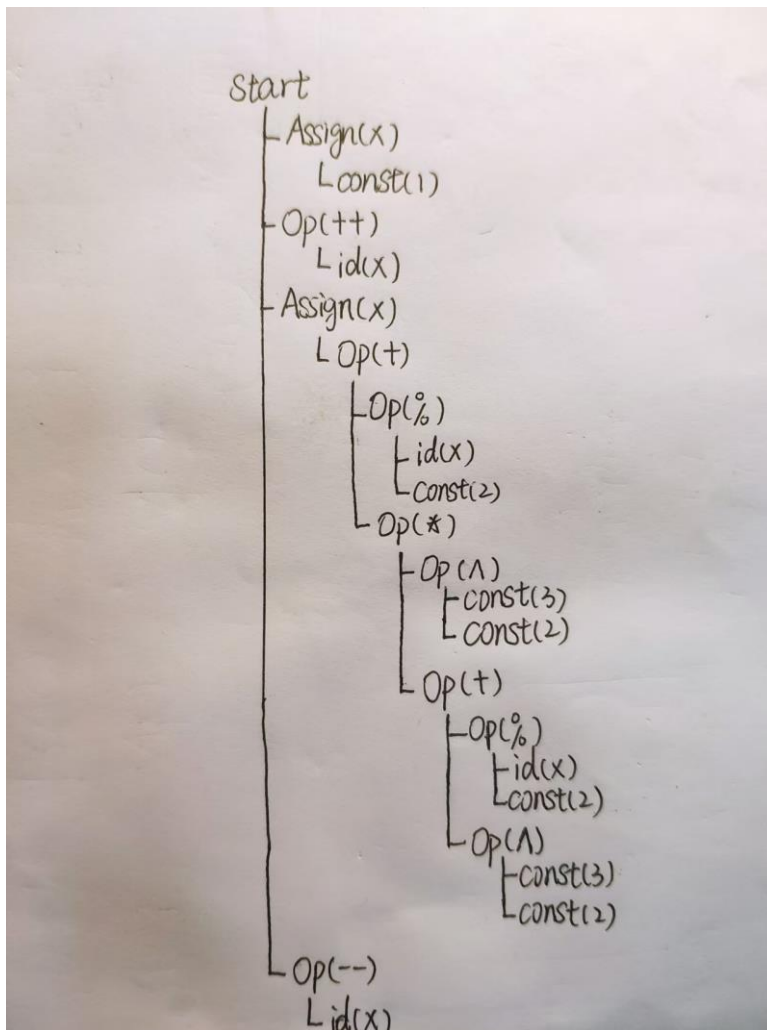 Start
Assign(x)
const(1)
Op(++)
id(x)
Assign(x)
Op(+)
Op(%)
id(x)
const(2)
Op(*)
Op(∧)
const(3)
const(2)
Op(+)
Op(%)
id(x)
const(2)
Op(∧)
const(3)
const(2)
Op(--)
id(x)